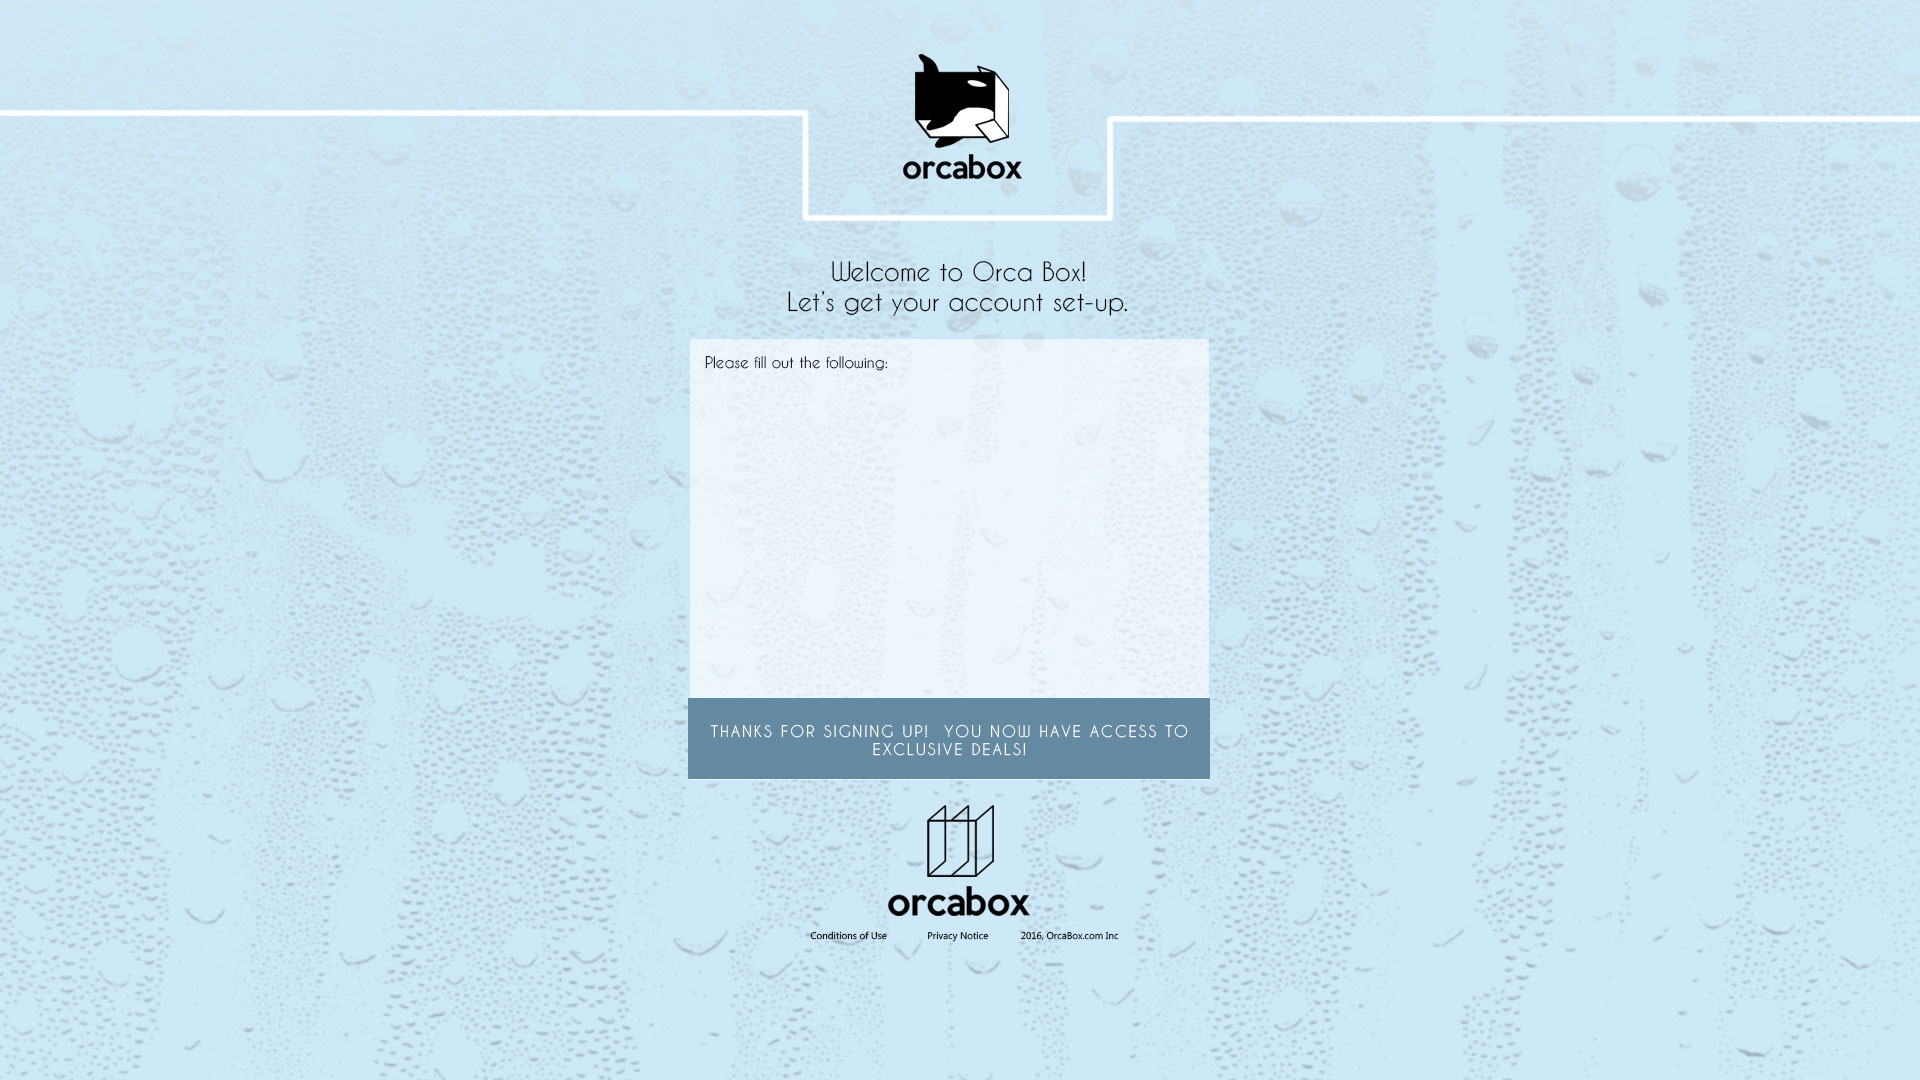 orcabox
Welcome to Orca Box!
Let's get your account set-up.
Please fill out the following:
THANKS FOR SIGNING UP!  YOU NOW HAVE ACCESS TO
EXCLUSIVE DEALS!
orcabox
Conditions of Use Privacy Notice 2016, OrcaBox.com Inc